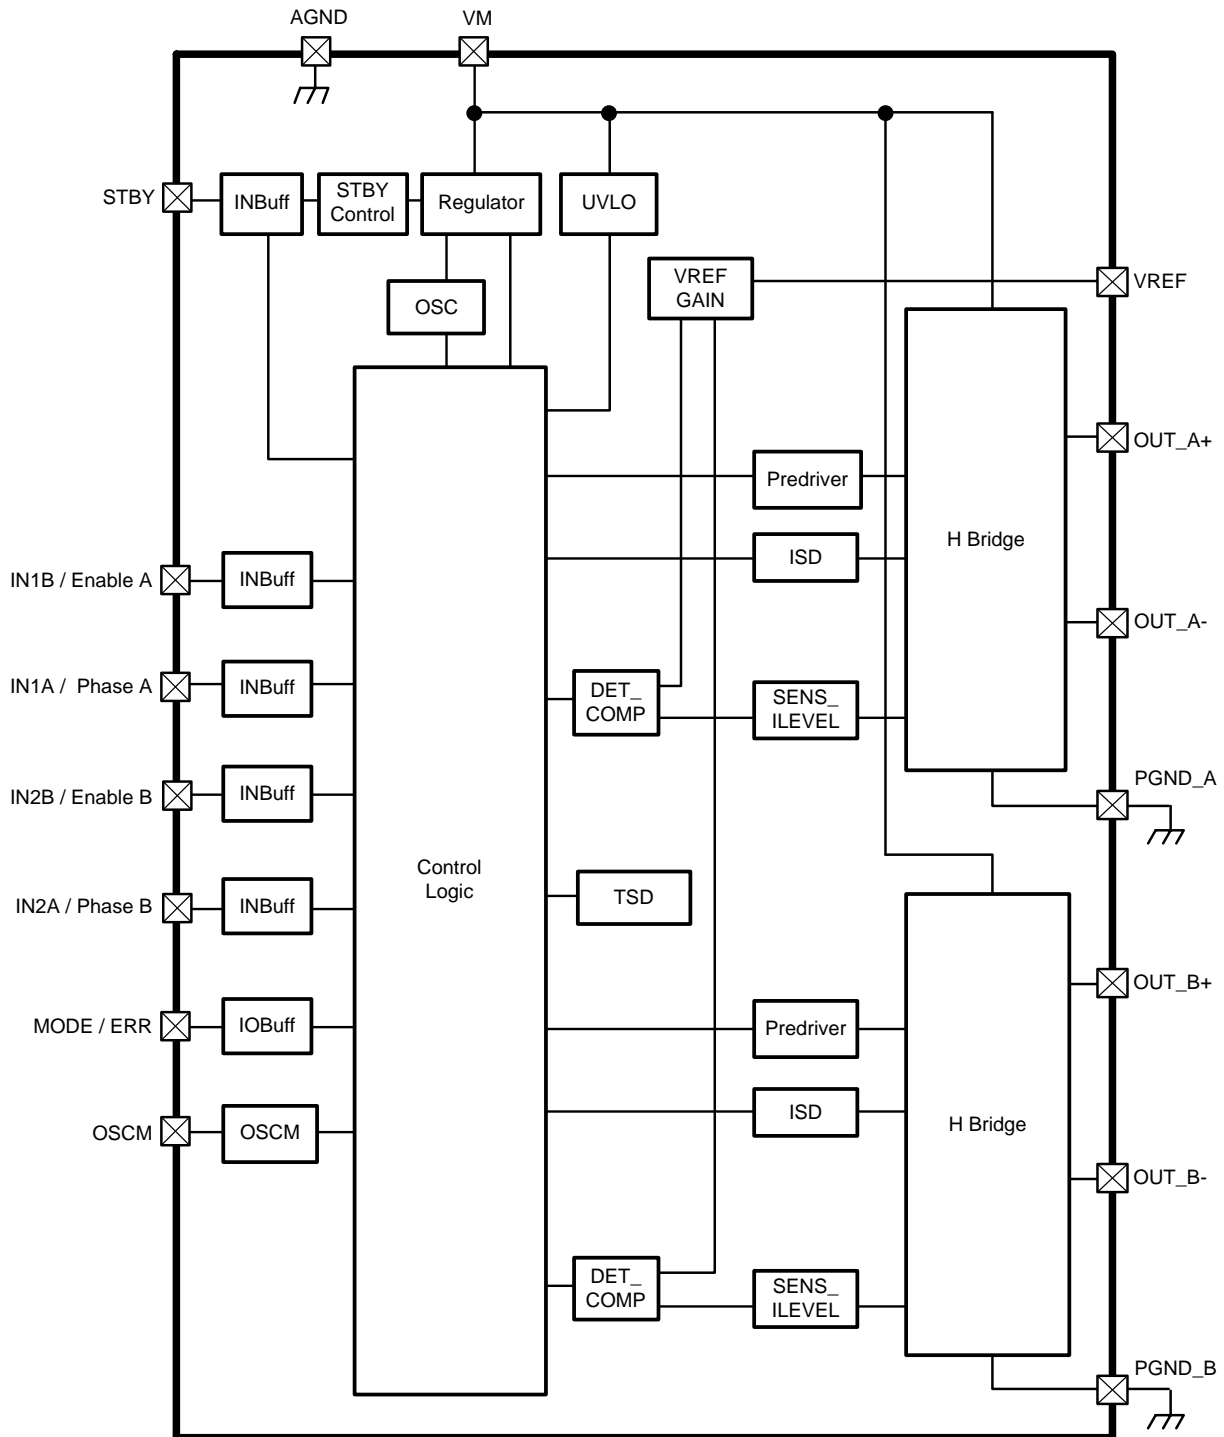 AGND
VM
STBY
INBuff
STBY
Control
Regulator
UVLO
VREF
GAIN
VREF
OSC
OUT_A+
Predriver
H Bridge
ISD
IN1B / Enable A
INBuff
OUT_A-
IN1A / Phase A
INBuff
DET_
COMP
SENS_
ILEVEL
PGND_A
IN2B / Enable B
INBuff
Control
Logic
TSD
IN2A / Phase B
INBuff
OUT_B+
MODE / ERR
IOBuff
Predriver
OSCM
OSCM
ISD
H Bridge
OUT_B-
DET_
COMP
SENS_
ILEVEL
PGND_B